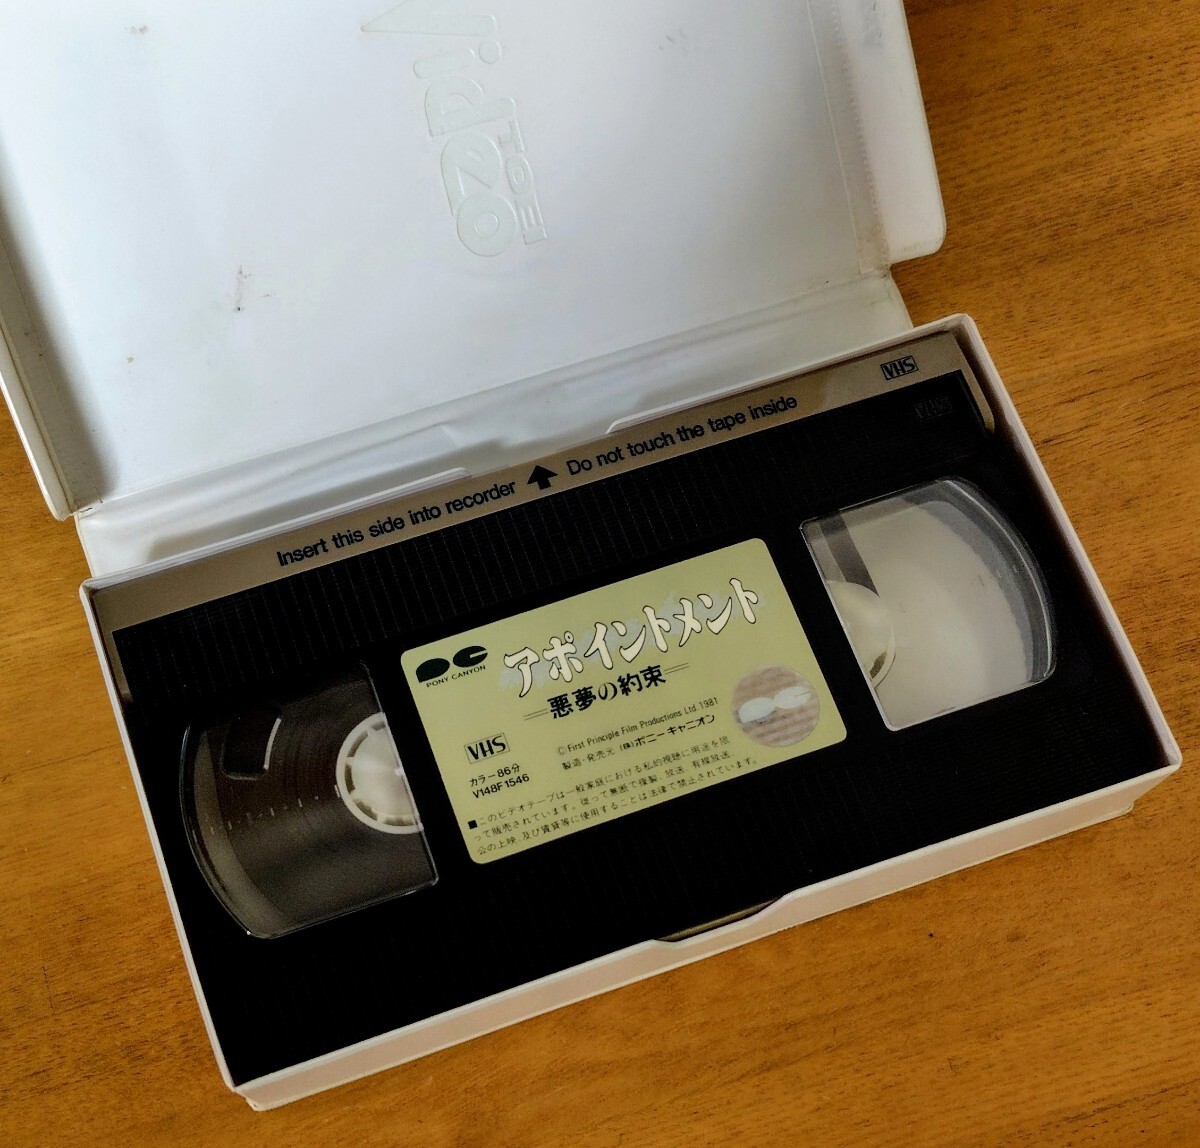 Video
Insert this side into recorder Do not touch the tape inside
VHS
VHS
PONY CANYON
アポイントメント
悪夢の約束
VHS
カラー86分
V148F1546
©First Principle Film Productions Ltd 1981
製造・発売元 (株)ポニーキャニオン
■このビデオテープは一般家庭における私的視聴に用途を限
って販売されています。従って無断で複製、放送、有線放送、
公の上映、及び賃貸等に使用することは法律で禁止されています。